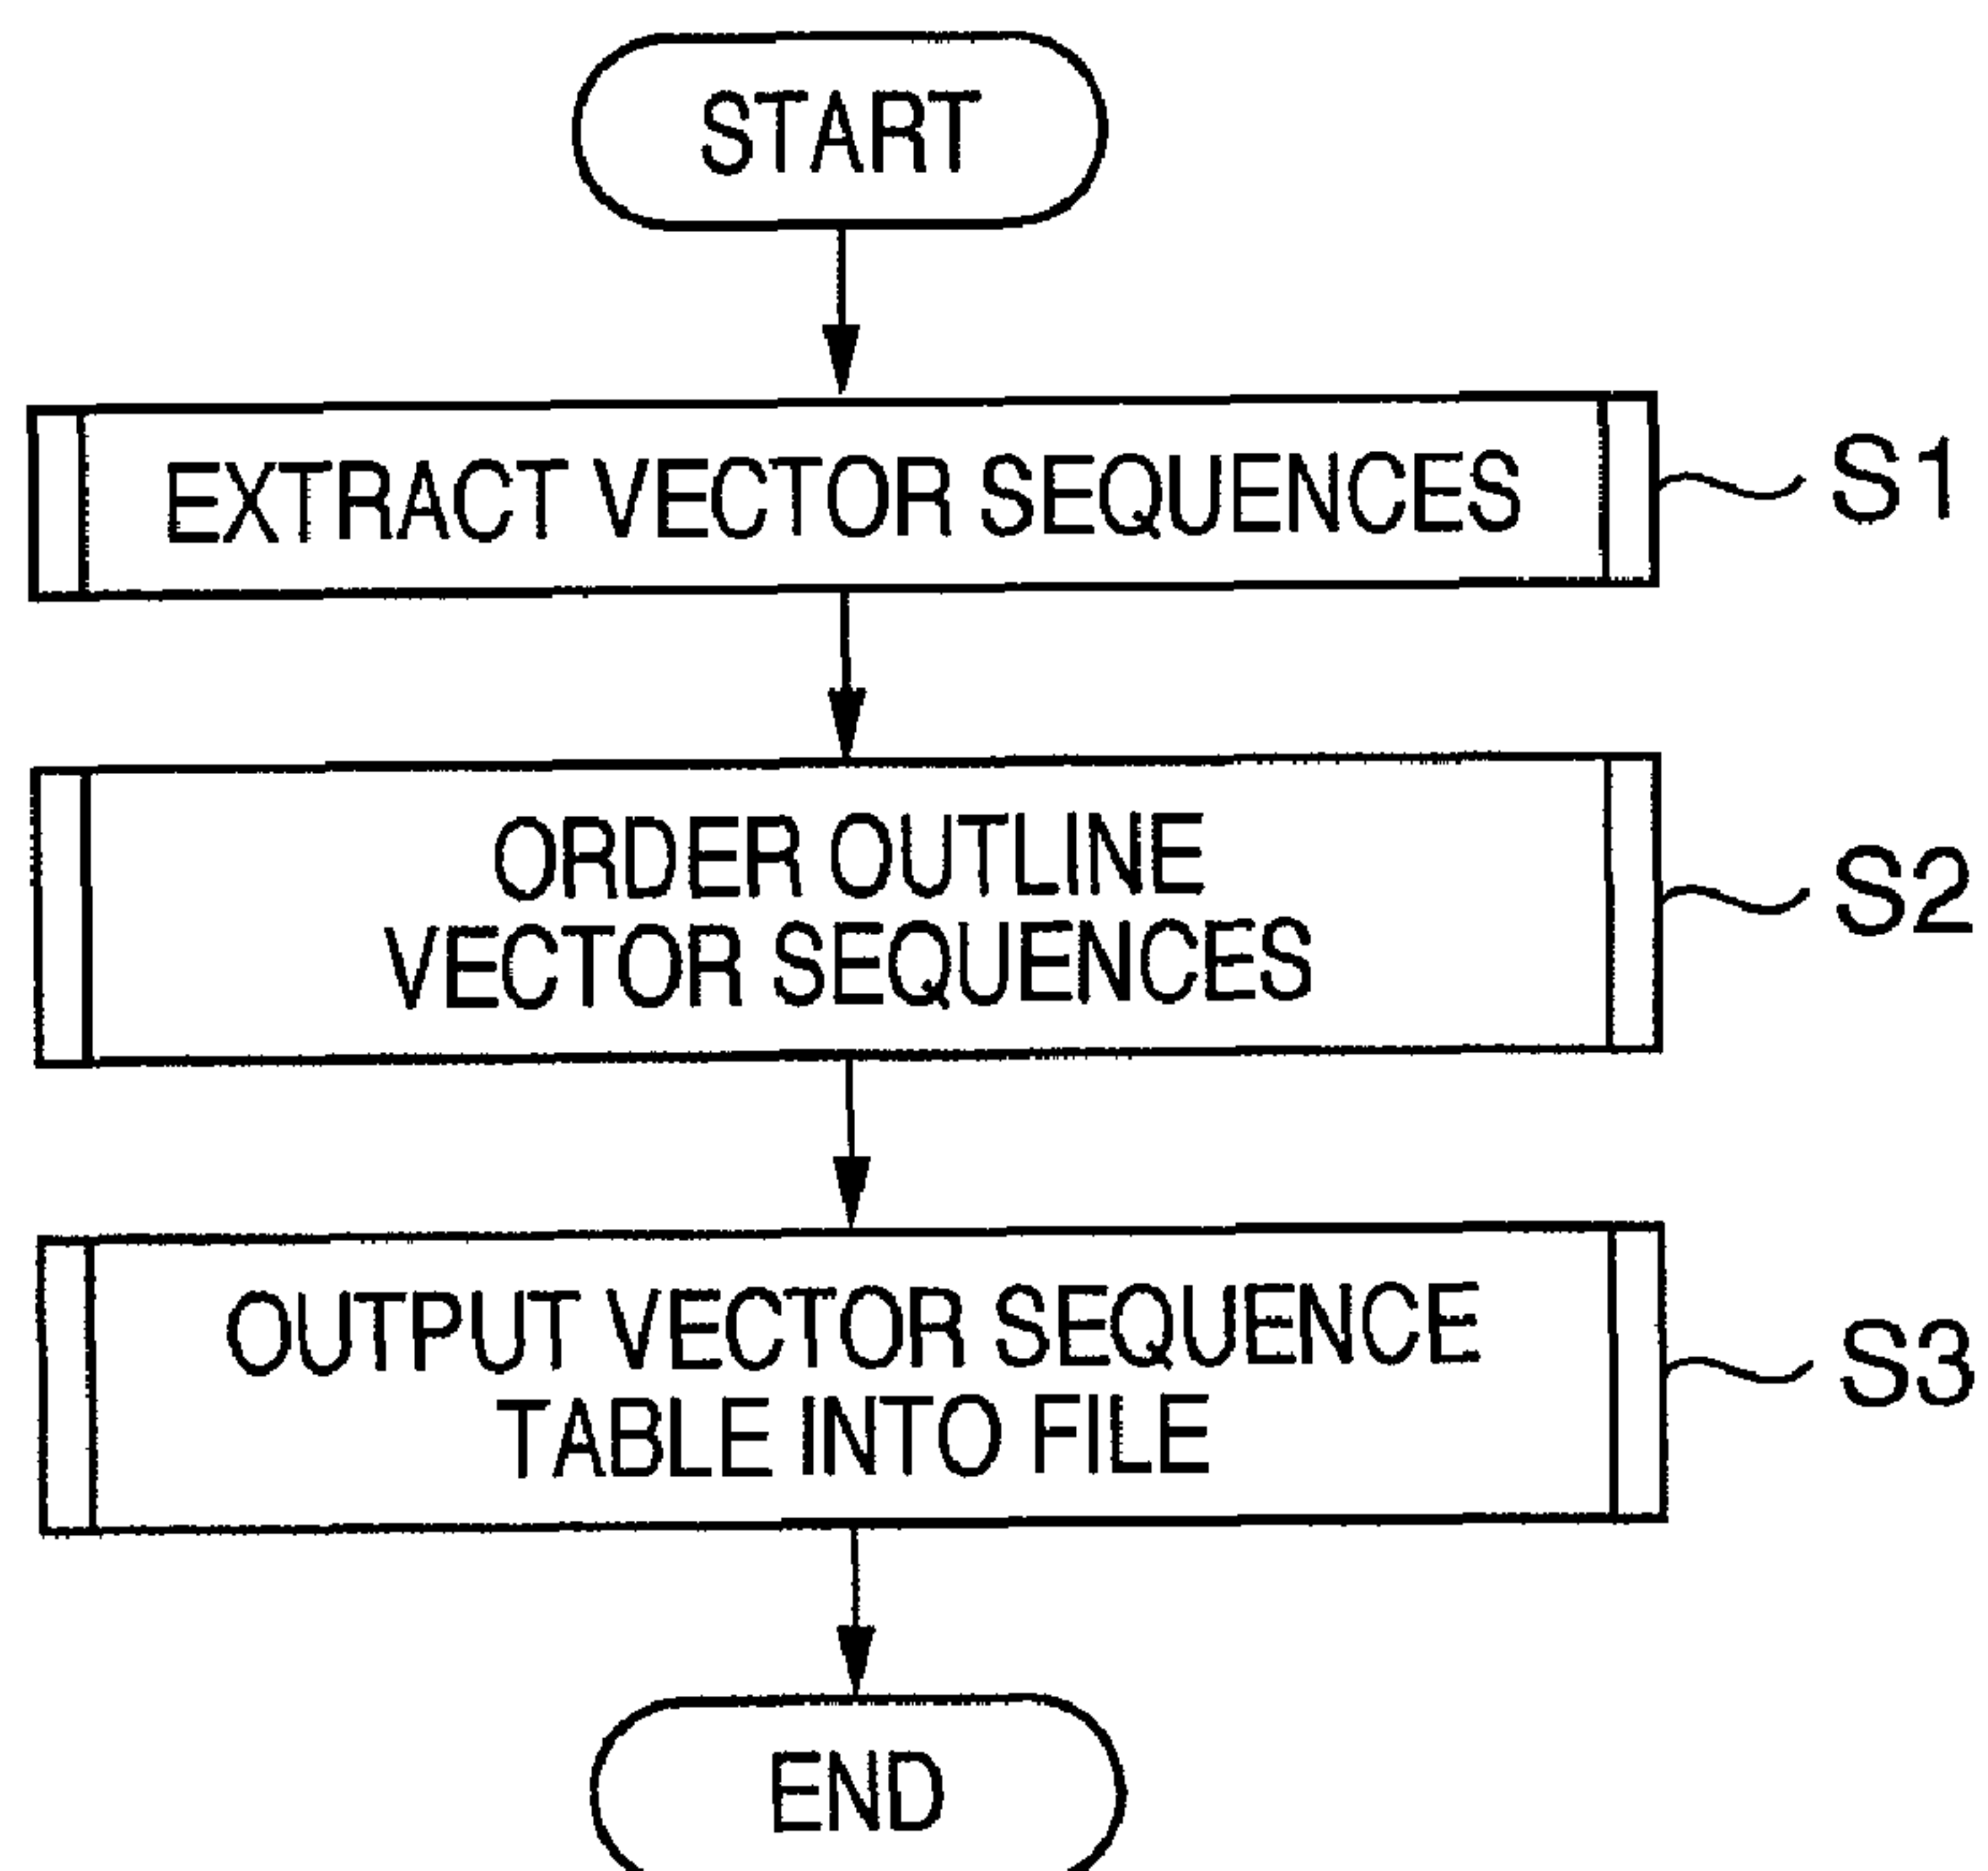 START
EXTRACT VECTOR SEQUENCES
S1
ORDER OUTLINE
VECTOR SEQUENCES
S2
OUTPUT VECTOR SEQUENCE
TABLE INTO FILE
S3
END